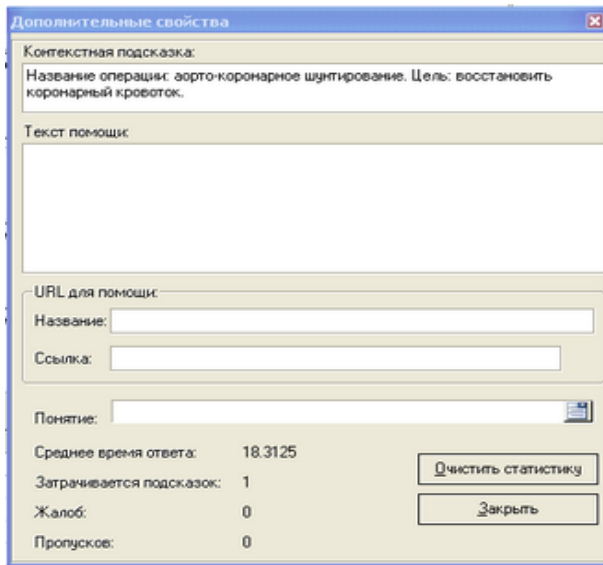 Дополнительные свойства
Контекстная подсказка:
Название операции: аорто-коронарное шунтирование. Цель: восстановить
коронарный кровоток.
Текст помощи:
URL для помощи:
Название:
Ссылка:
Понятие:
Среднее время ответа: 18.3125
Затрачивается подсказок: 1
Жалоб: 0
Пропусков: 0
Очистить статистику
Закрыть